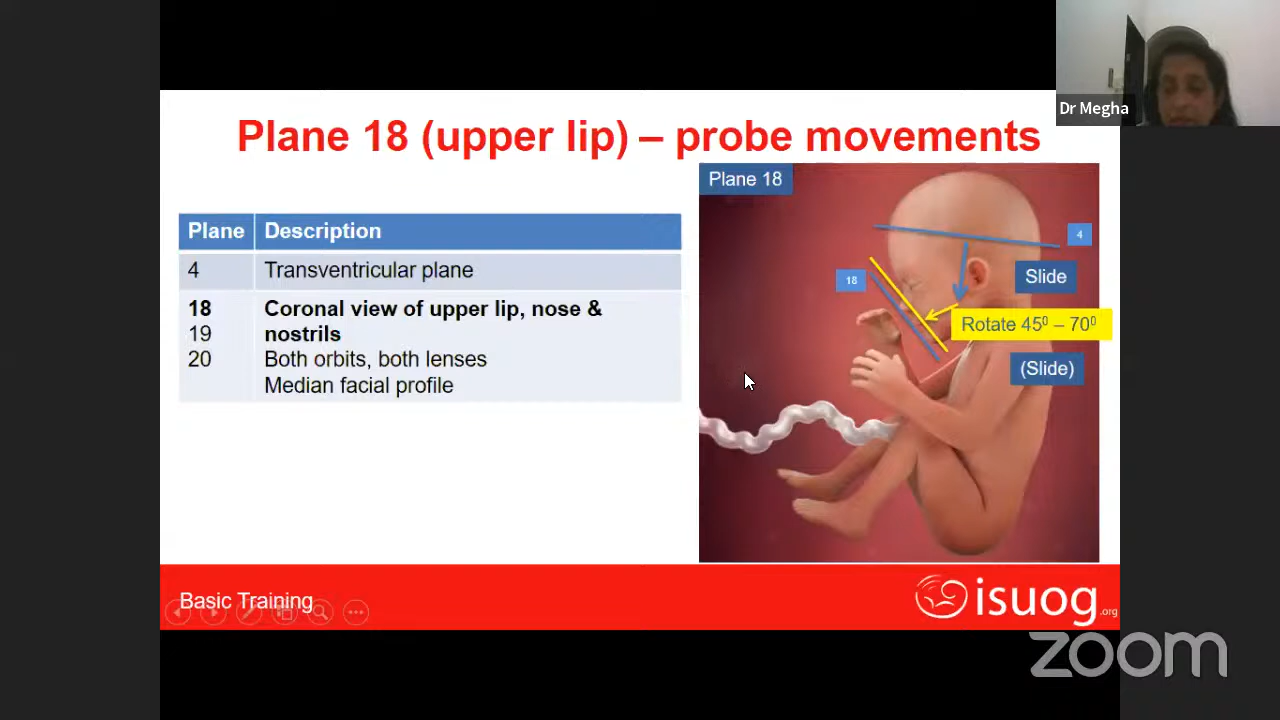 Dr Megha
Plane 18 (upper lip) – probe movements
Plane Description
4 Transventricular plane
18 Coronal view of upper lip, nose &
19 nostrils
20 Both orbits, both lenses
Median facial profile
Plane 18
4
18
Slide
Rotate 45⁰ – 70⁰
(Slide)
Basic Training
isuog.org
zoom